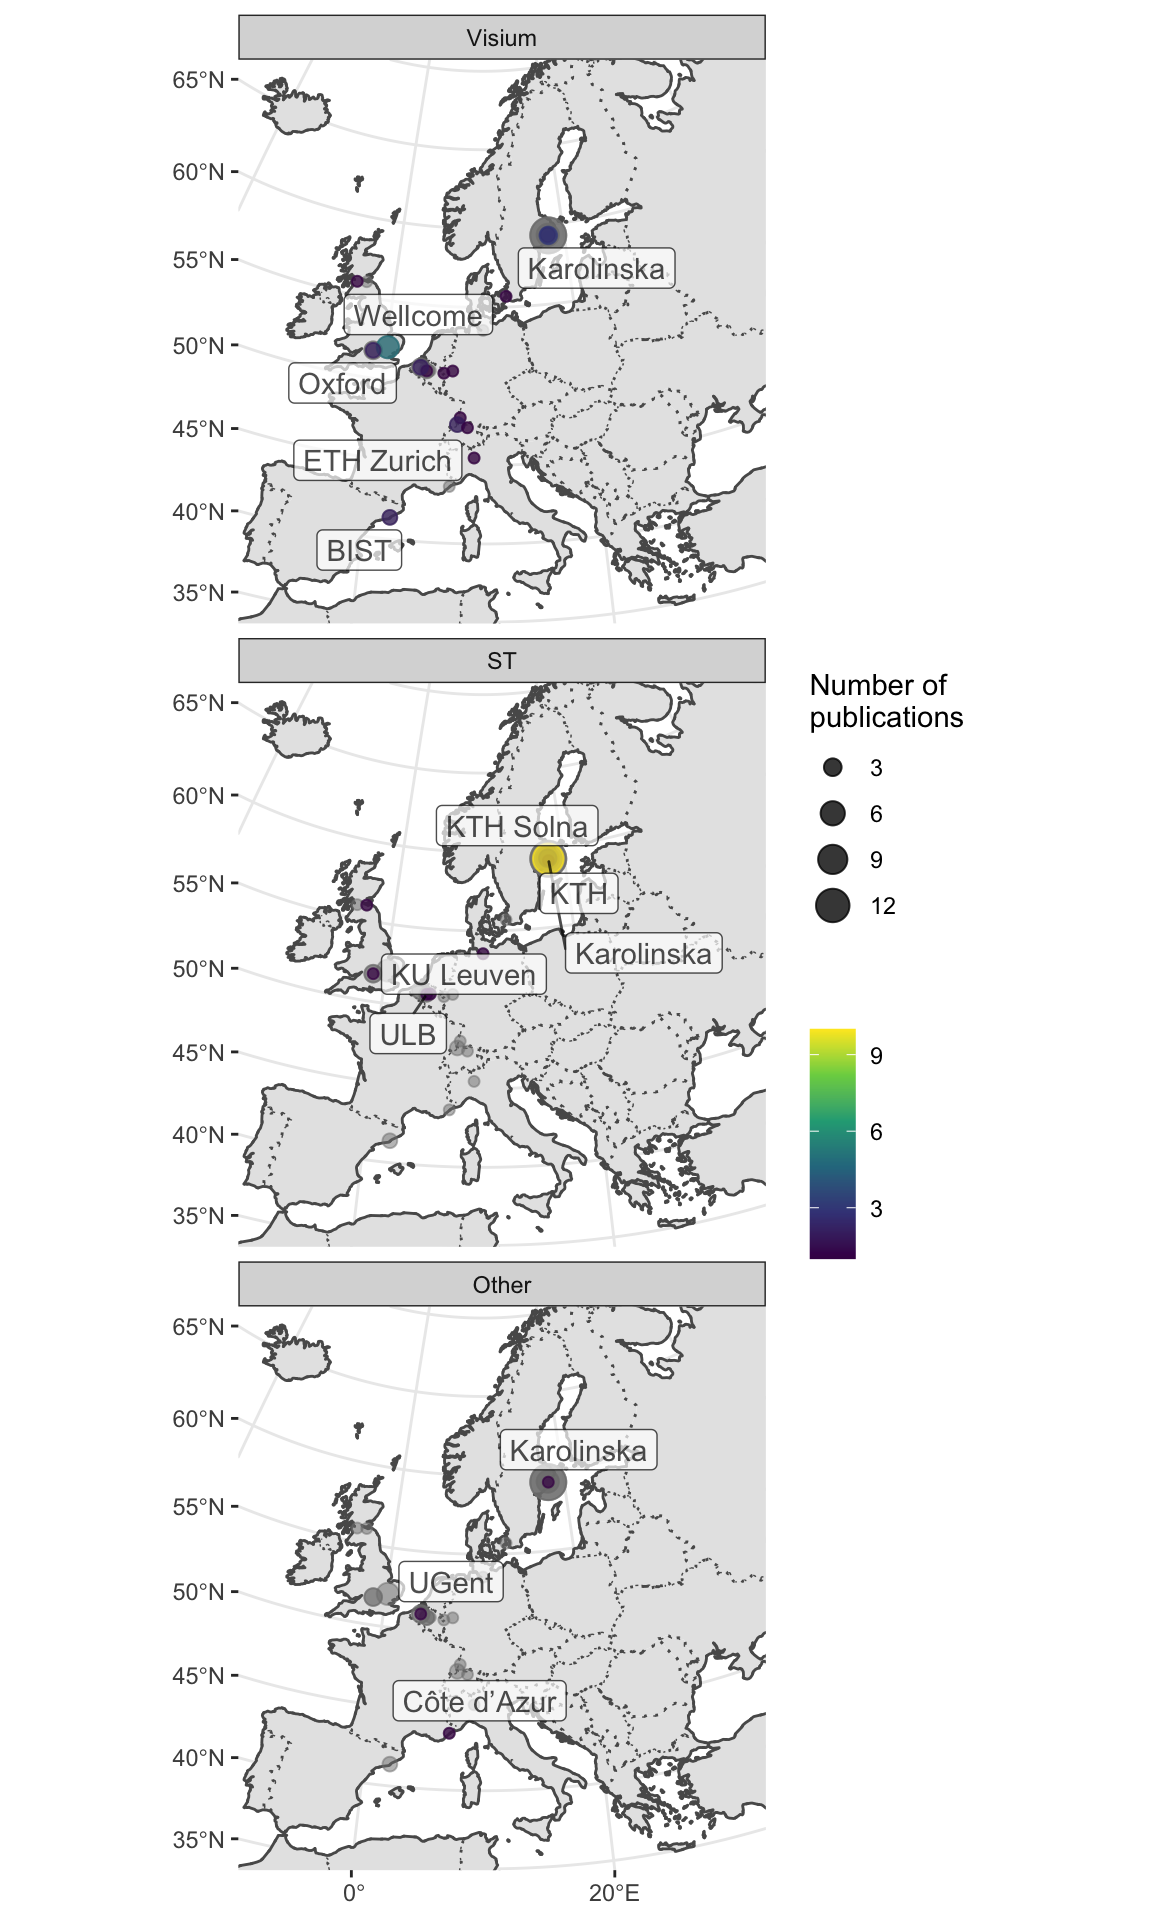 Visium
65°N
60°N
55°N
50°N
45°N
40°N
35°N
Karolinska
Wellcome
Oxford
ETH Zurich
BIST
ST
65°N
60°N
55°N
50°N
45°N
40°N
35°N
KTH Solna
KTH
Karolinska
KU Leuven
ULB
Number of
publications
3
6
9
12
9
6
3
Other
65°N
60°N
55°N
50°N
45°N
40°N
35°N
Karolinska
UGent
Côte d’Azur
0°
20°E